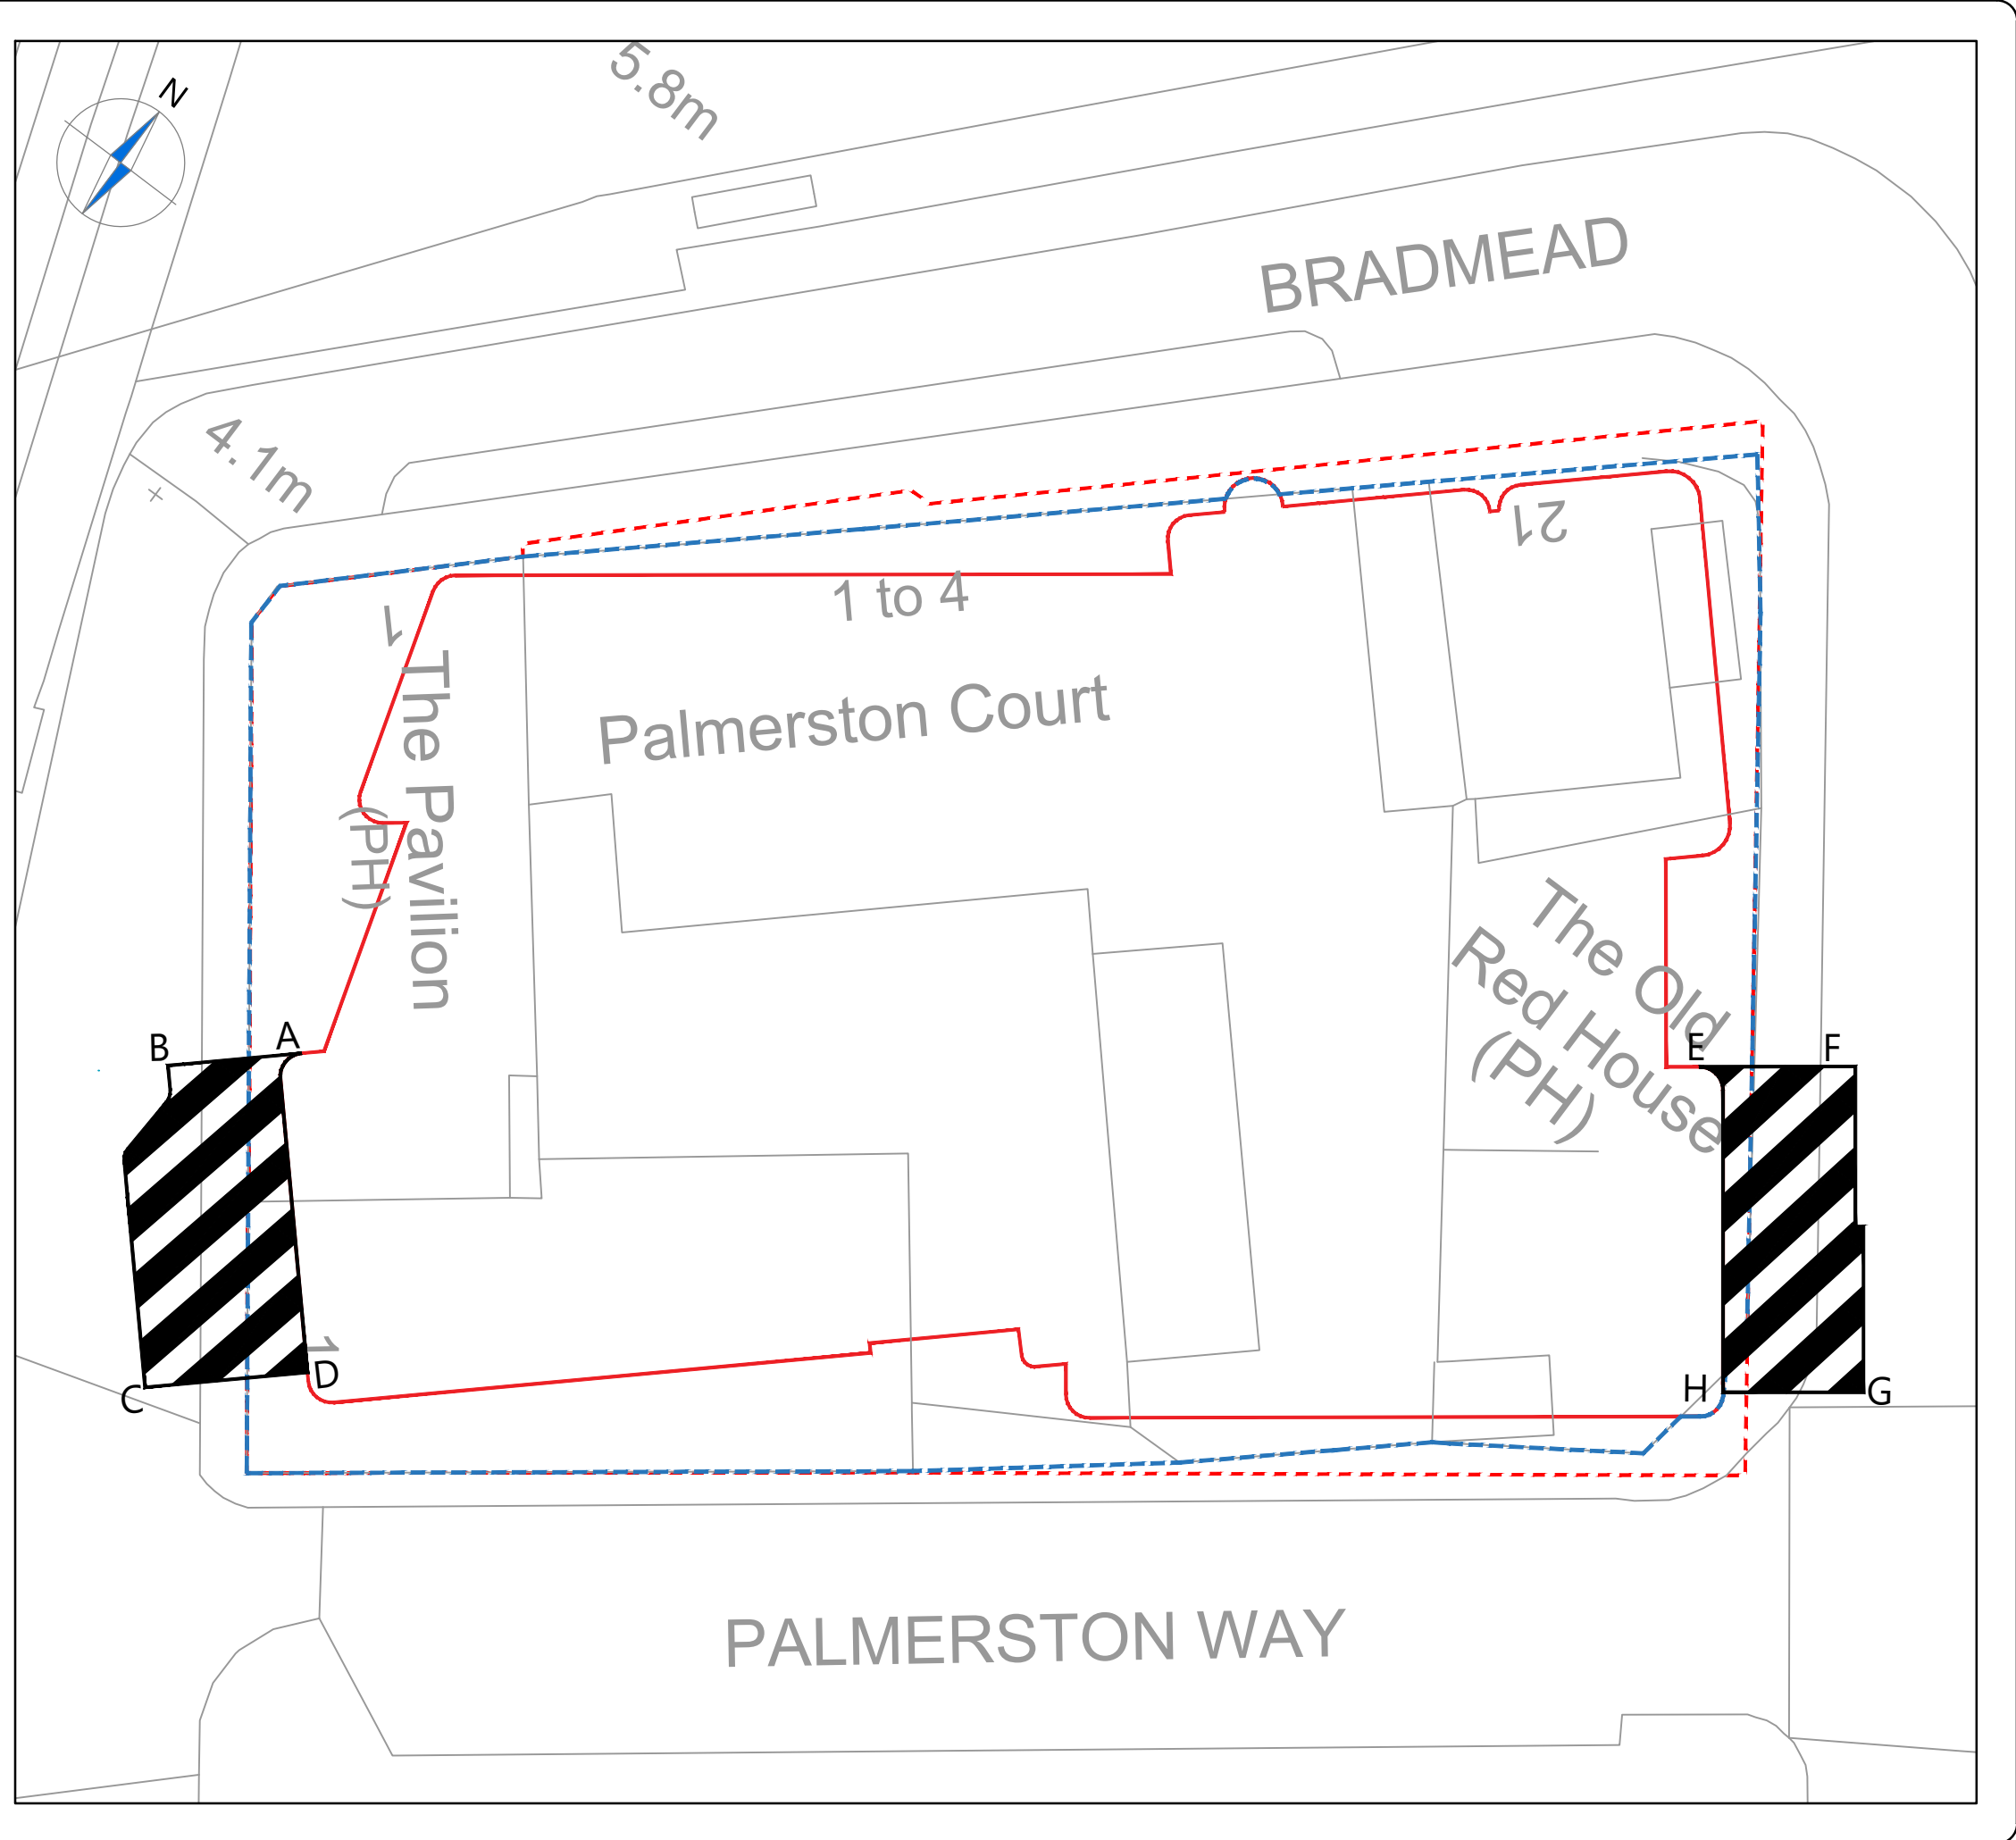 N
5.8m
BRADMEAD
4.1m
21
1 to 4
1
Palmerston Court
The Pavilion
(PH)
The Old
Red House
(PH)
A
B
E
F
1
D
C
H
G
PALMERSTON WAY